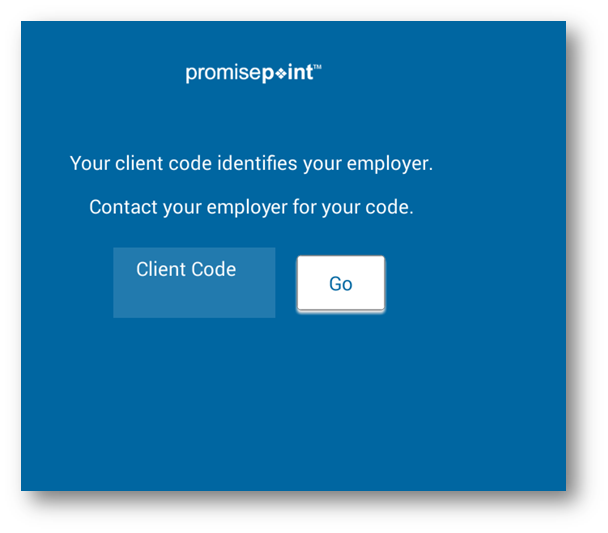 promisepoint™
Your client code identifies your employer.
Contact your employer for your code.
Client Code
Go